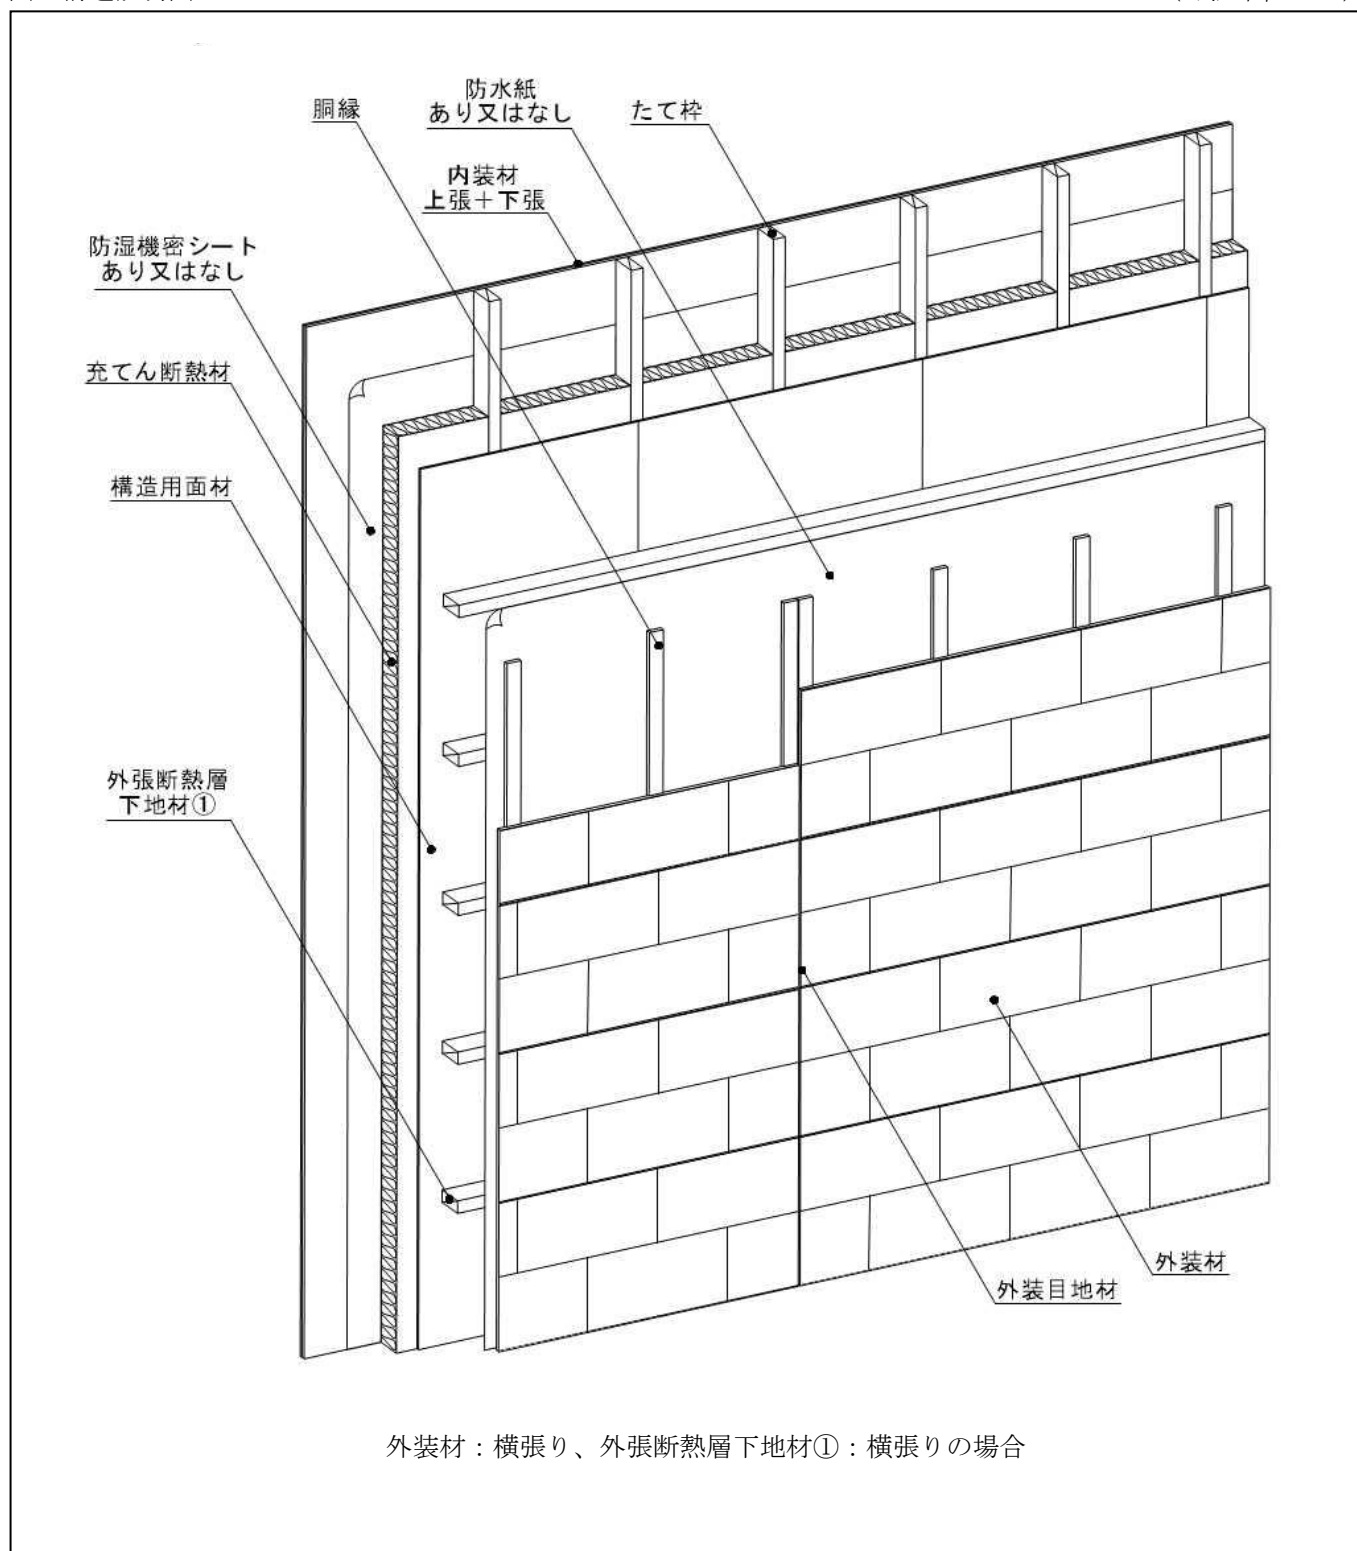 胴縁
防水紙
あり又はなし
たて枠
内装材
上張＋下張
防湿機密シート
あり又はなし
充てん断熱材
構造用面材
外張断熱層
下地材①
外装材
外装目地材
外装材：横張り、外張断熱層下地材①：横張りの場合